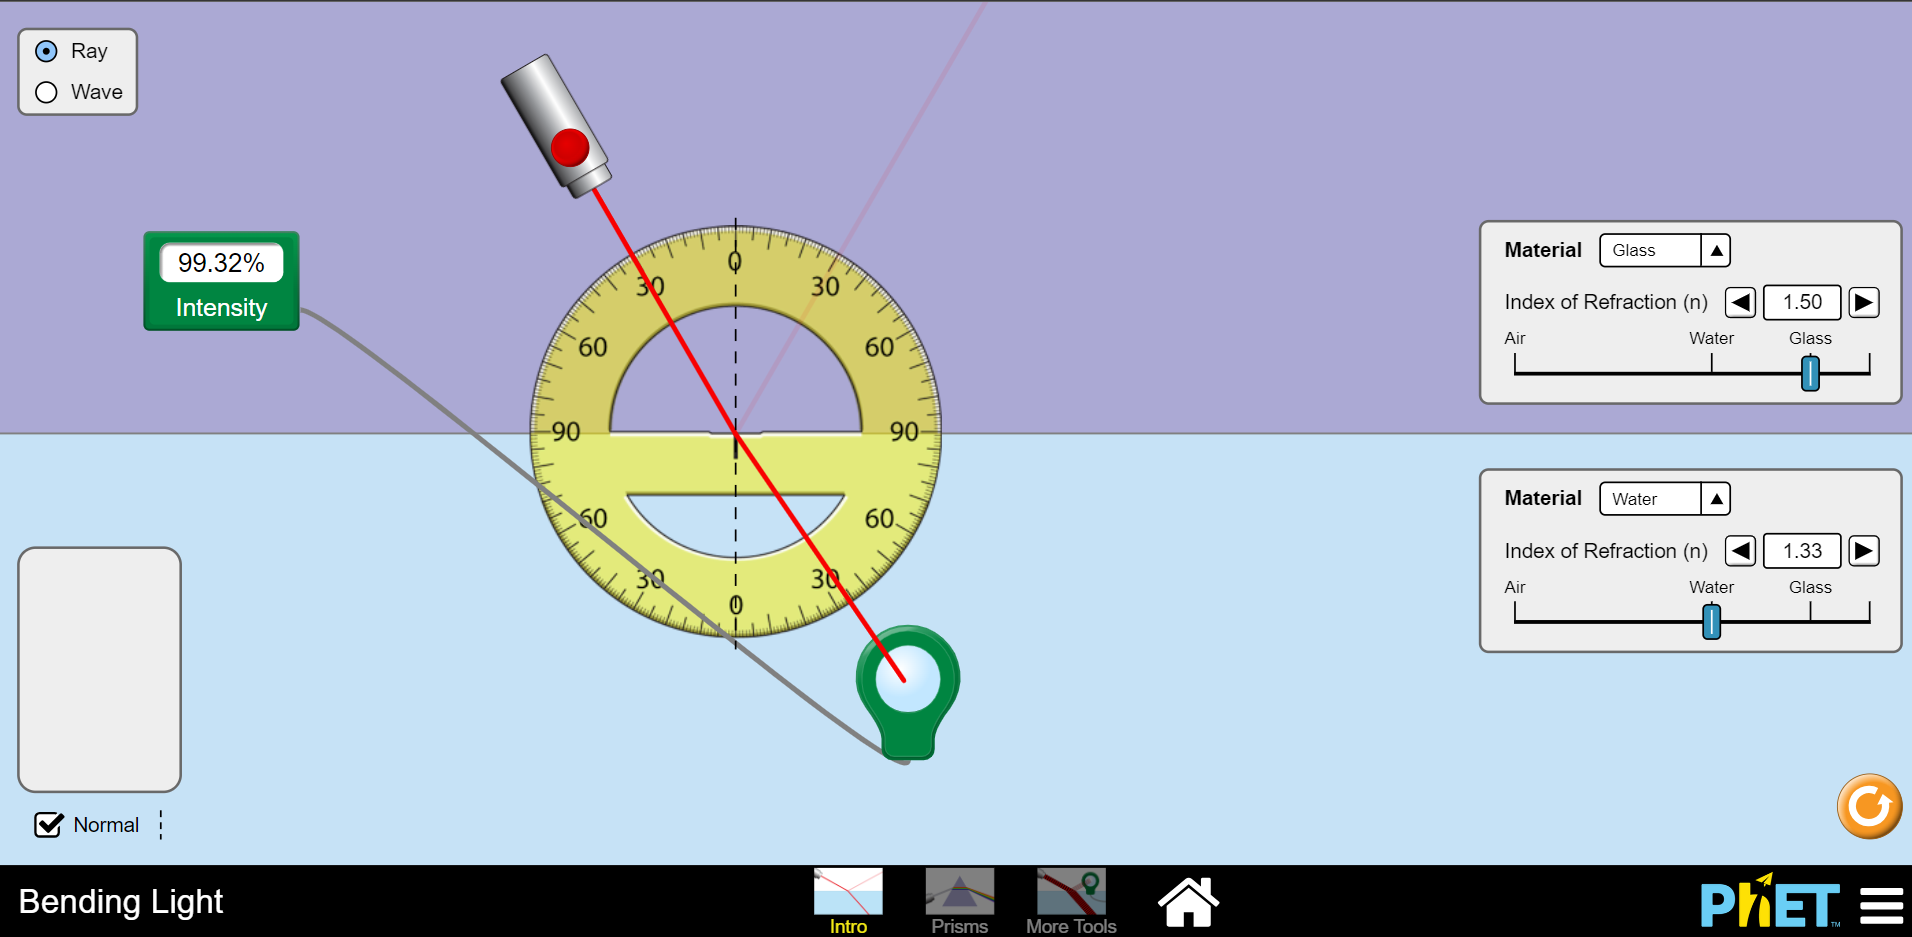 Ray
Wave
99.32%
Intensity
0
30 30
60 60
90 90
60 60
30 30
0
Material Glass
Index of Refraction (n) 1.50
Air Water Glass
Material Water
Index of Refraction (n) 1.33
Air Water Glass
Normal
Bending Light
Intro
Prisms
More Tools
PhET™